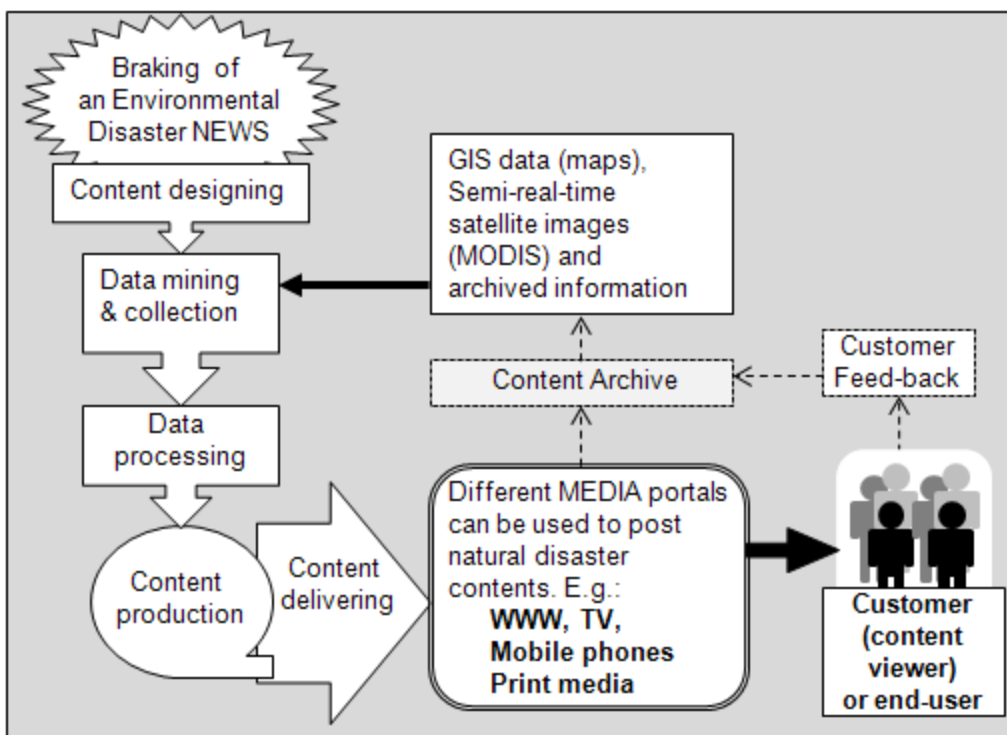 Braking of
an Environmental
Disaster NEWS
Content designing
Data mining
& collection
Data
processing
Content
production
Content
delivering
GIS data (maps),
Semi-real-time
satellite images
(MODIS) and
archived information
Content Archive
Customer
Feed-back
Different MEDIA portals
can be used to post
natural disaster
contents. E.g.:
WWW, TV,
Mobile phones
Print media
Customer
(content
viewer)
or end-user